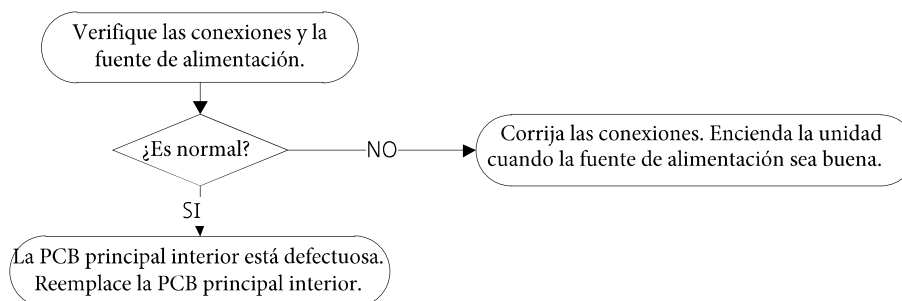 Verifique las conexiones y la
fuente de alimentación.
¿Es normal?
NO
Corrija las conexiones. Encienda la unidad
cuando la fuente de alimentación sea buena.
SI
La PCB principal interior está defectuosa.
Reemplace la PCB principal interior.